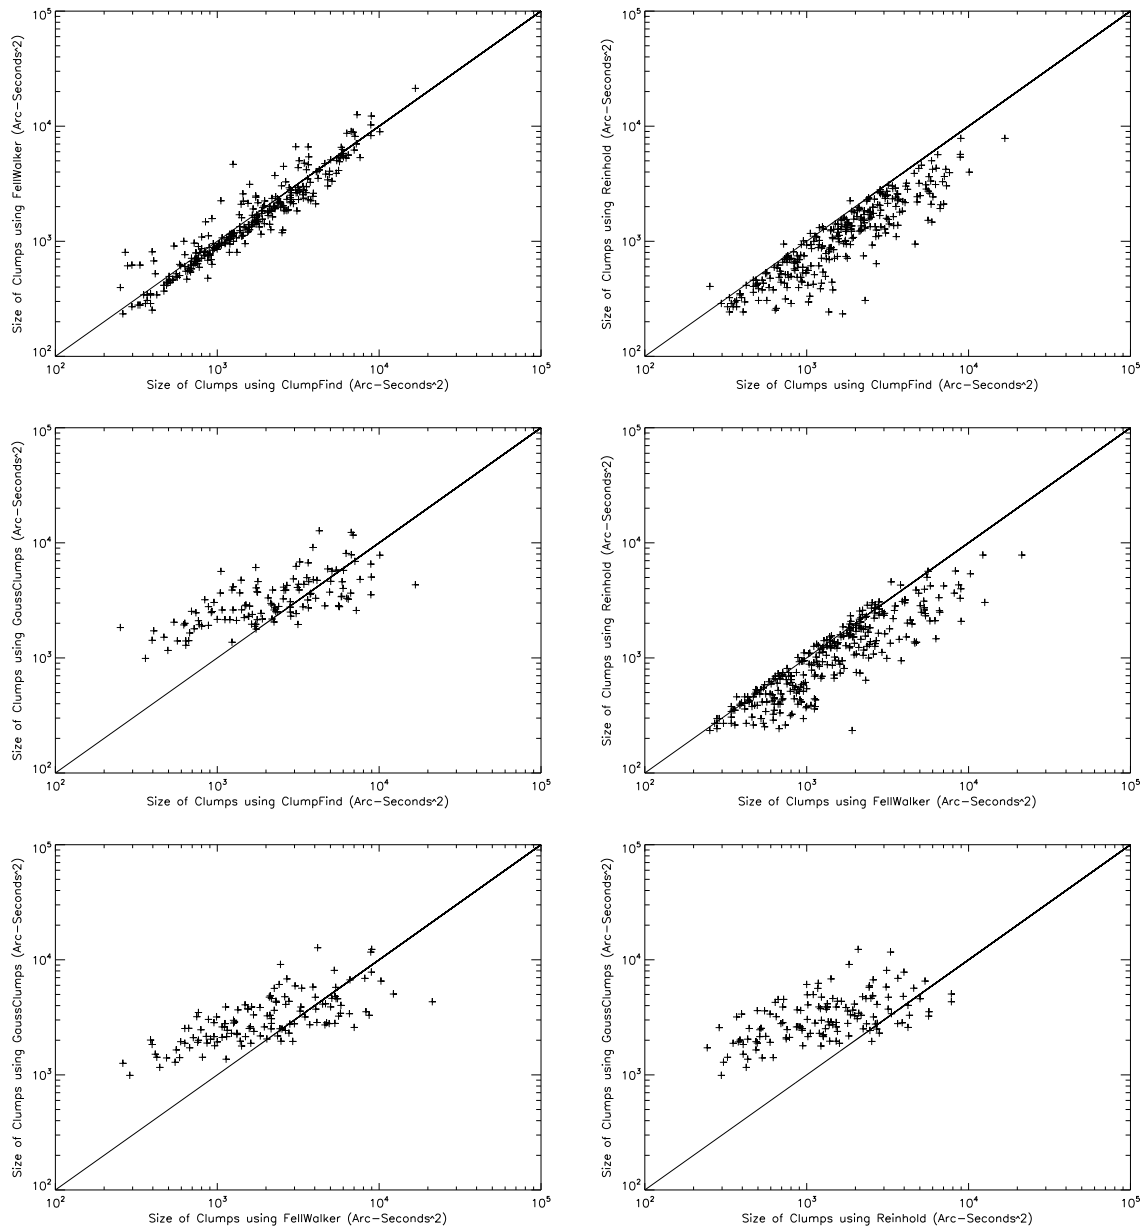 10^5
10^4
10^3
10^2
Size of Clumps using FellWalker (Arc-Seconds^2)
10^2 10^3 10^4 10^5
Size of Clumps using ClumpFind (Arc-Seconds^2)
10^5
10^4
10^3
10^2
Size of Clumps using Reinhold (Arc-Seconds^2)
10^2 10^3 10^4 10^5
Size of Clumps using ClumpFind (Arc-Seconds^2)
10^5
10^4
10^3
10^2
Size of Clumps using GaussClumps (Arc-Seconds^2)
10^2 10^3 10^4 10^5
Size of Clumps using ClumpFind (Arc-Seconds^2)
10^5
10^4
10^3
10^2
Size of Clumps using Reinhold (Arc-Seconds^2)
10^2 10^3 10^4 10^5
Size of Clumps using FellWalker (Arc-Seconds^2)
10^5
10^4
10^3
10^2
Size of Clumps using GaussClumps (Arc-Seconds^2)
10^2 10^3 10^4 10^5
Size of Clumps using FellWalker (Arc-Seconds^2)
10^5
10^4
10^3
10^2
Size of Clumps using GaussClumps (Arc-Seconds^2)
10^2 10^3 10^4 10^5
Size of Clumps using Reinhold (Arc-Seconds^2)